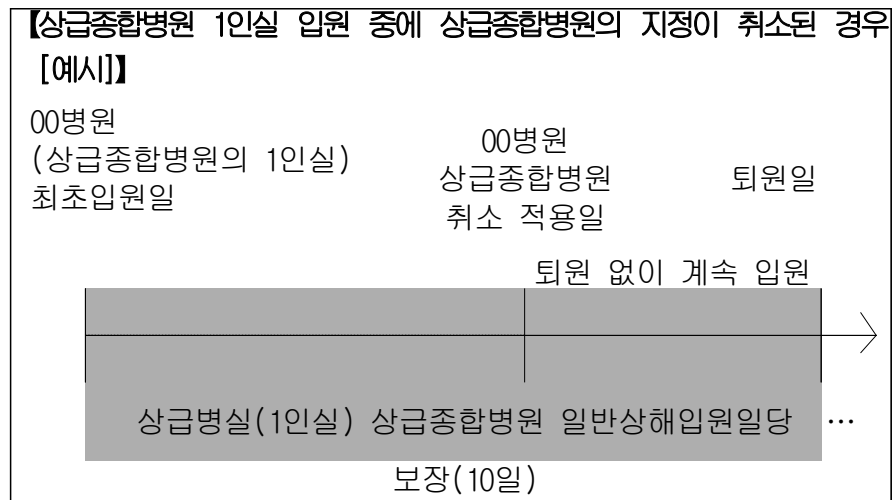 【상급종합병원 1인실 입원 중에 상급종합병원의 지정이 취소된 경우
[예시]】
00병원
(상급종합병원의 1인실)
최초입원일
00병원
상급종합병원
취소 적용일
퇴원일
퇴원 없이 계속 입원
상급병실(1인실) 상급종합병원 일반상해입원일당 …
보장(10일)